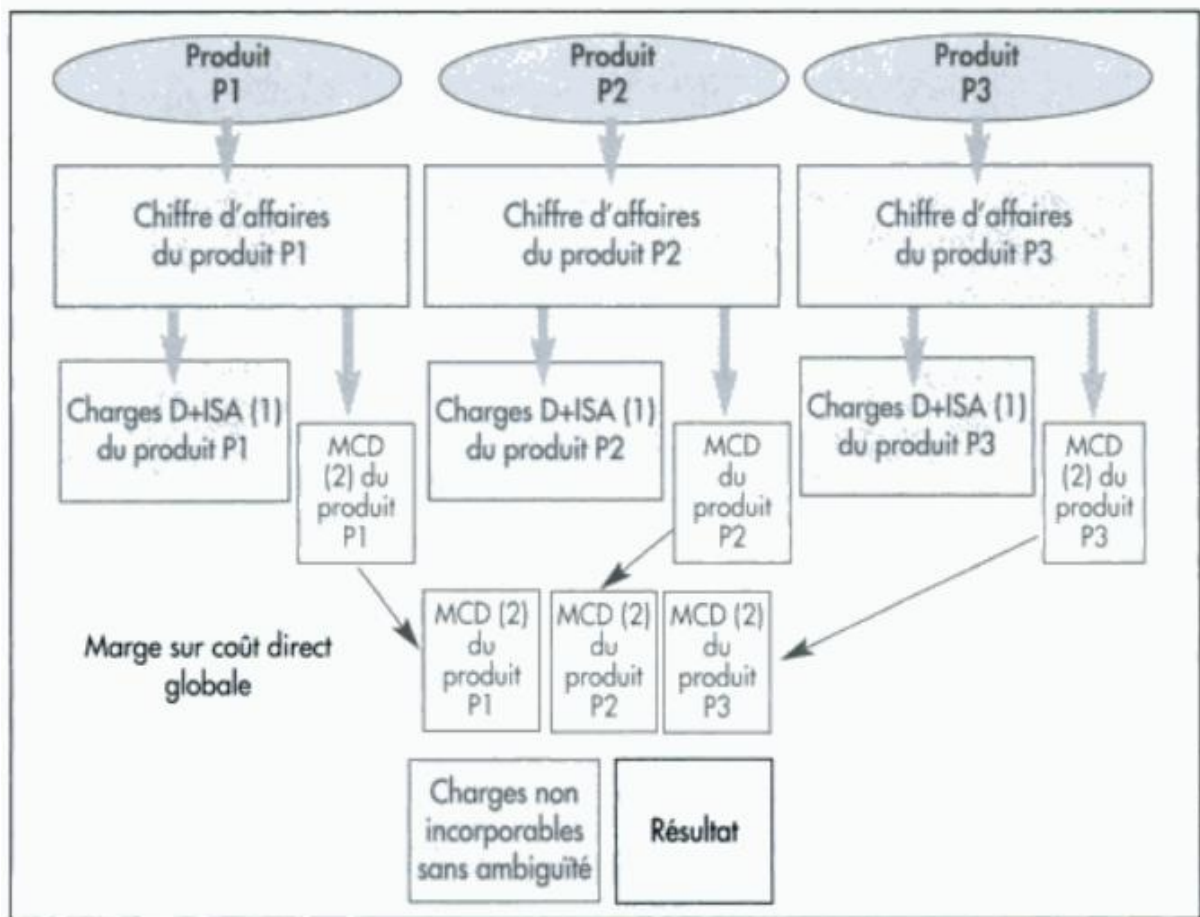 Produit
P1
Produit
P2
Produit
P3
Chiffre d'affaires
du produit P1
Chiffre d'affaires
du produit P2
Chiffre d'affaires
du produit P3
Charges D+ISA (1)
du produit P1
MCD
(2) du
produit
P1
Charges D+ISA (1)
du produit P2
MCD
du
produit
P2
Charges D+ISA (1)
du produit P3
MCD
(2) du
produit
P3
Marge sur coût direct
globale
MCD (2)
du
produit
P1
MCD (2)
du
produit
P2
MCD (2)
du
produit
P3
Charges non
incorporables
sans ambiguïté
Résultat